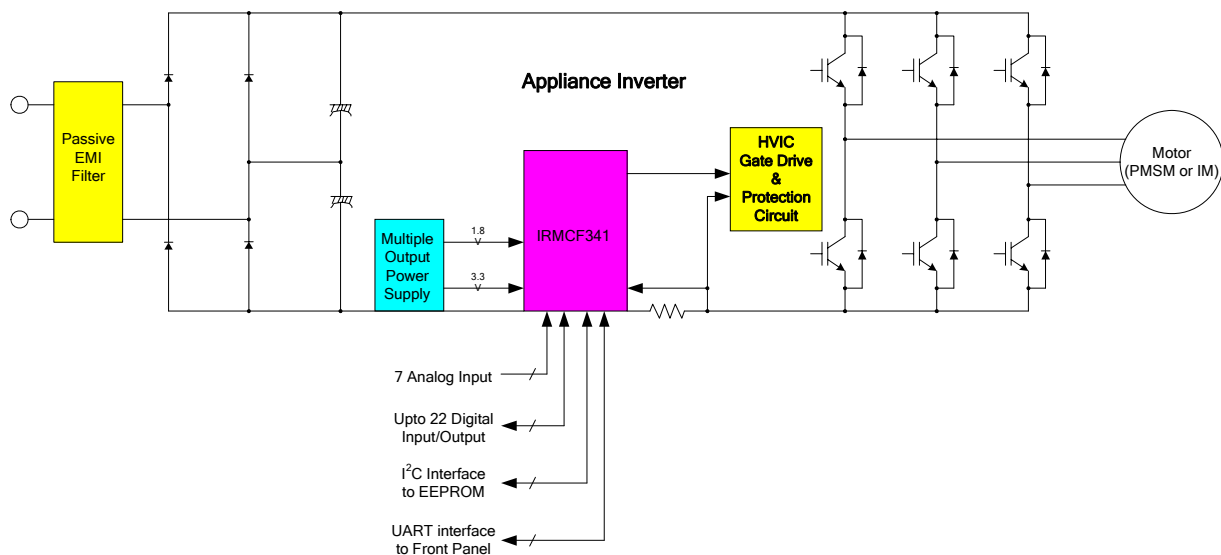 Appliance Inverter
Passive
EMI
Filter
HVIC
Gate Drive
&
Protection
Circuit
Motor
(PMSM or IM)
IRMCF341
Multiple
Output
Power
Supply
1.8
V
3.3
V
7 Analog Input
Upto 22 Digital
Input/Output
I²C Interface
to EEPROM
UART interface
to Front Panel